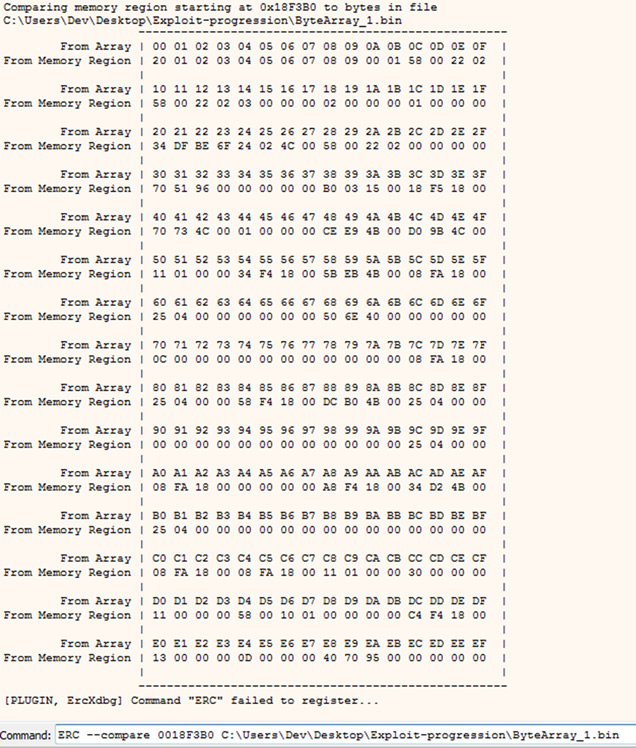 Comparing memory region starting at 0x18F3B0 to bytes in file
C:\Users\Dev\Desktop\Exploit-progression\ByteArray_1.bin
----------------------------------------------------
From Array | 00 01 02 03 04 05 06 07 08 09 0A 0B 0C 0D 0E 0F |
From Memory Region | 20 01 02 03 04 05 06 07 08 09 00 01 58 00 22 02 |
| |
From Array | 10 11 12 13 14 15 16 17 18 19 1A 1B 1C 1D 1E 1F |
From Memory Region | 58 00 22 02 03 00 00 00 02 00 00 00 01 00 00 00 |
| |
From Array | 20 21 22 23 24 25 26 27 28 29 2A 2B 2C 2D 2E 2F |
From Memory Region | 34 DF BE 6F 24 02 4C 00 58 00 22 02 00 00 00 00 |
| |
From Array | 30 31 32 33 34 35 36 37 38 39 3A 3B 3C 3D 3E 3F |
From Memory Region | 70 51 96 00 00 00 00 00 B0 03 15 00 18 F5 18 00 |
| |
From Array | 40 41 42 43 44 45 46 47 48 49 4A 4B 4C 4D 4E 4F |
From Memory Region | 70 73 4C 00 01 00 00 00 CE E9 4B 00 D0 9B 4C 00 |
| |
From Array | 50 51 52 53 54 55 56 57 58 59 5A 5B 5C 5D 5E 5F |
From Memory Region | 11 01 00 00 34 F4 18 00 5B EB 4B 00 08 FA 18 00 |
| |
From Array | 60 61 62 63 64 65 66 67 68 69 6A 6B 6C 6D 6E 6F |
From Memory Region | 25 04 00 00 00 00 00 00 50 6E 40 00 00 00 00 00 |
| |
From Array | 70 71 72 73 74 75 76 77 78 79 7A 7B 7C 7D 7E 7F |
From Memory Region | 0C 00 00 00 00 00 00 00 00 00 00 00 08 FA 18 00 |
| |
From Array | 80 81 82 83 84 85 86 87 88 89 8A 8B 8C 8D 8E 8F |
From Memory Region | 25 04 00 00 58 F4 18 00 DC B0 4B 00 25 04 00 00 |
| |
From Array | 90 91 92 93 94 95 96 97 98 99 9A 9B 9C 9D 9E 9F |
From Memory Region | 00 00 00 00 00 00 00 00 00 00 00 00 25 04 00 00 |
| |
From Array | A0 A1 A2 A3 A4 A5 A6 A7 A8 A9 AA AB AC AD AE AF |
From Memory Region | 08 FA 18 00 00 00 00 00 A8 F4 18 00 34 D2 4B 00 |
| |
From Array | B0 B1 B2 B3 B4 B5 B6 B7 B8 B9 BA BB BC BD BE BF |
From Memory Region | 25 04 00 00 00 00 00 00 00 00 00 00 00 00 00 00 |
| |
From Array | C0 C1 C2 C3 C4 C5 C6 C7 C8 C9 CA CB CC CD CE CF |
From Memory Region | 08 FA 18 00 08 FA 18 00 11 01 00 00 30 00 00 00 |
| |
From Array | D0 D1 D2 D3 D4 D5 D6 D7 D8 D9 DA DB DC DD DE DF |
From Memory Region | 11 00 00 00 58 00 10 01 00 00 00 00 C4 F4 18 00 |
| |
From Array | E0 E1 E2 E3 E4 E5 E6 E7 E8 E9 EA EB EC ED EE EF |
From Memory Region | 13 00 00 00 0D 00 00 00 40 70 95 00 00 00 00 00 |
| |
----------------------------------------------------
[PLUGIN, ErcXdbg] Command "ERC" failed to register...
Command: ERC --compare 0018F3B0 C:\Users\Dev\Desktop\Exploit-progression\ByteArray_1.bin